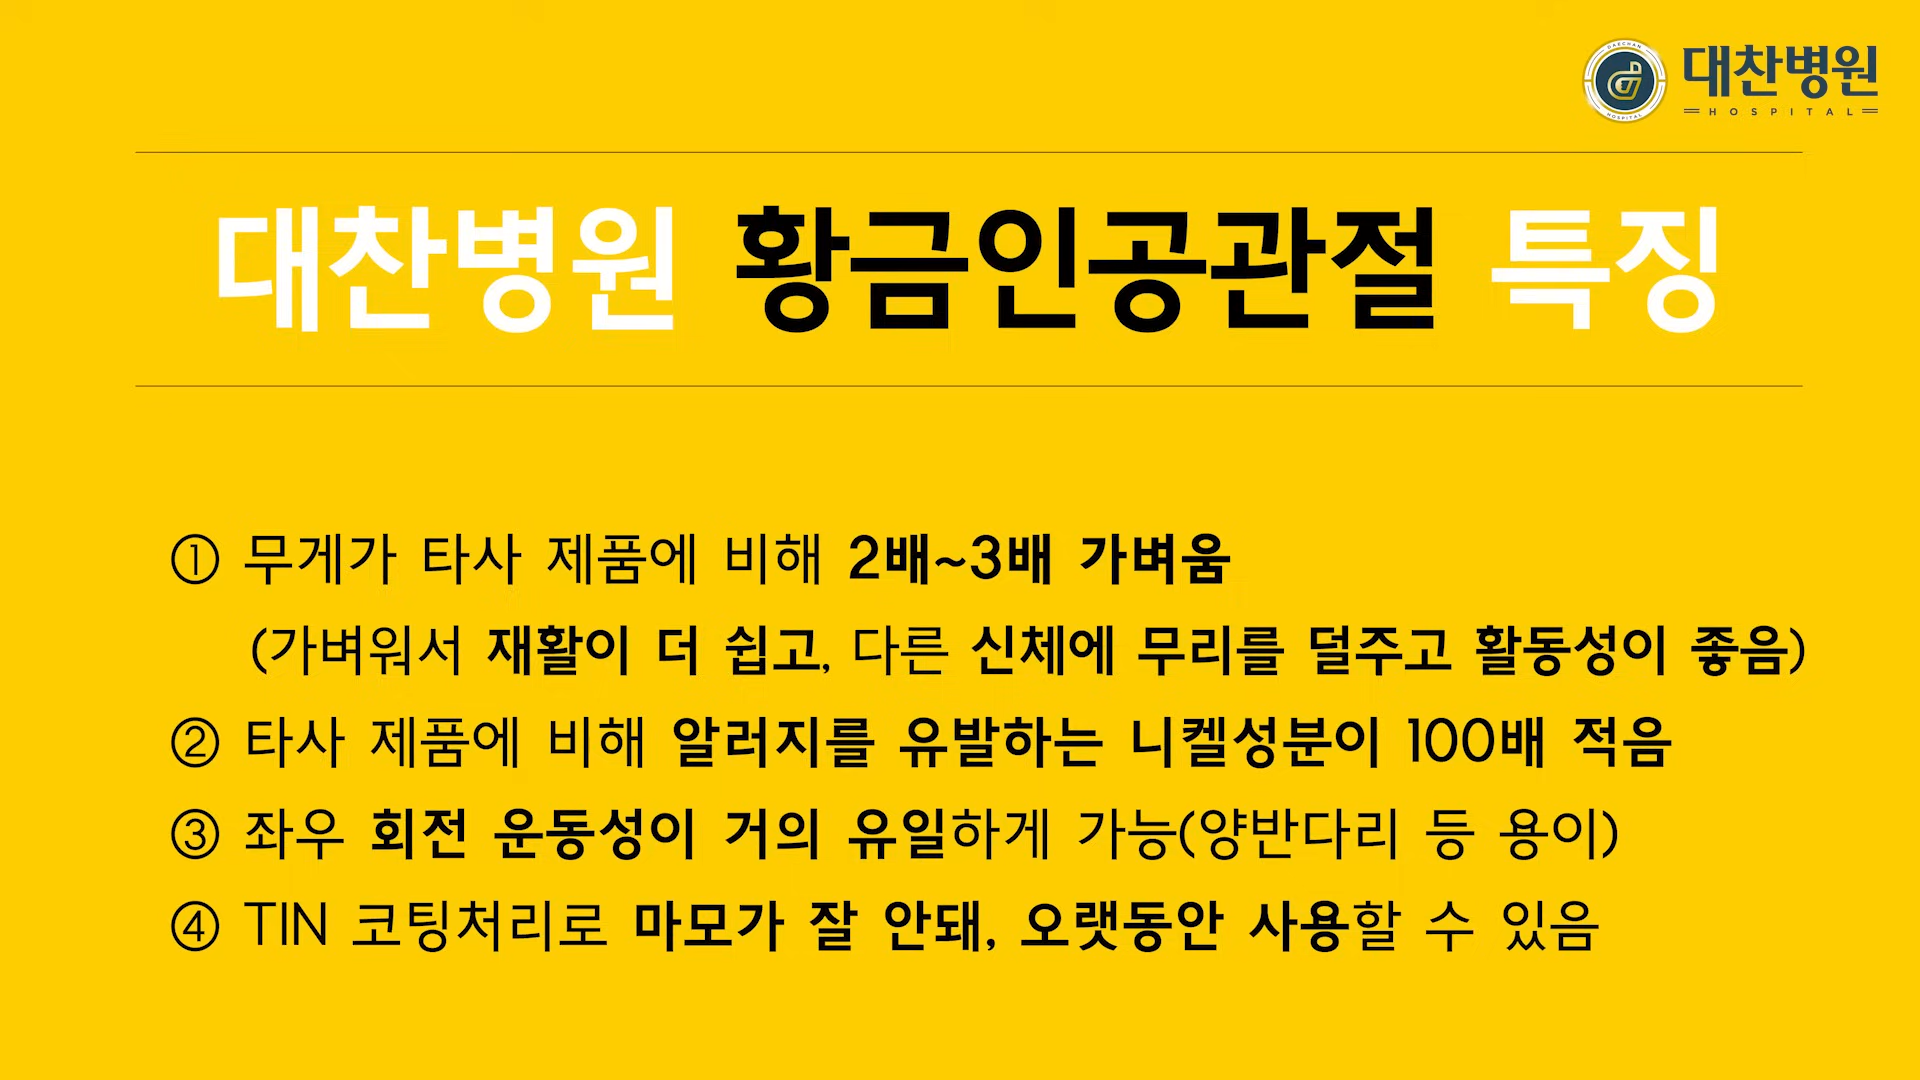 DAECHAN HOSPITAL
대찬병원
HOSPITAL
대찬병원 황금인공관절 특징
① 무게가 타사 제품에 비해 2배~3배 가벼움
(가벼워서 재활이 더 쉽고, 다른 신체에 무리를 덜주고 활동성이 좋음)
② 타사 제품에 비해 알러지를 유발하는 니켈성분이 100배 적음
③ 좌우 회전 운동성이 거의 유일하게 가능(양반다리 등 용이)
④ TIN 코팅처리로 마모가 잘 안돼, 오랫동안 사용할 수 있음